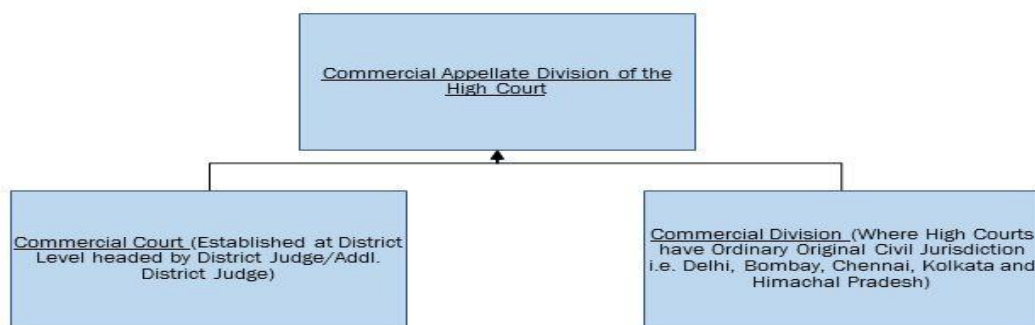 Commercial Appellate Division of the
High Court
Commercial Court (Established at District
Level headed by District Judge/Addl.
District Judge)
Commercial Division (Where High Courts
have Ordinary Original Civil Jurisdiction
i.e. Delhi, Bombay, Chennai, Kolkata and
Himachal Pradesh)